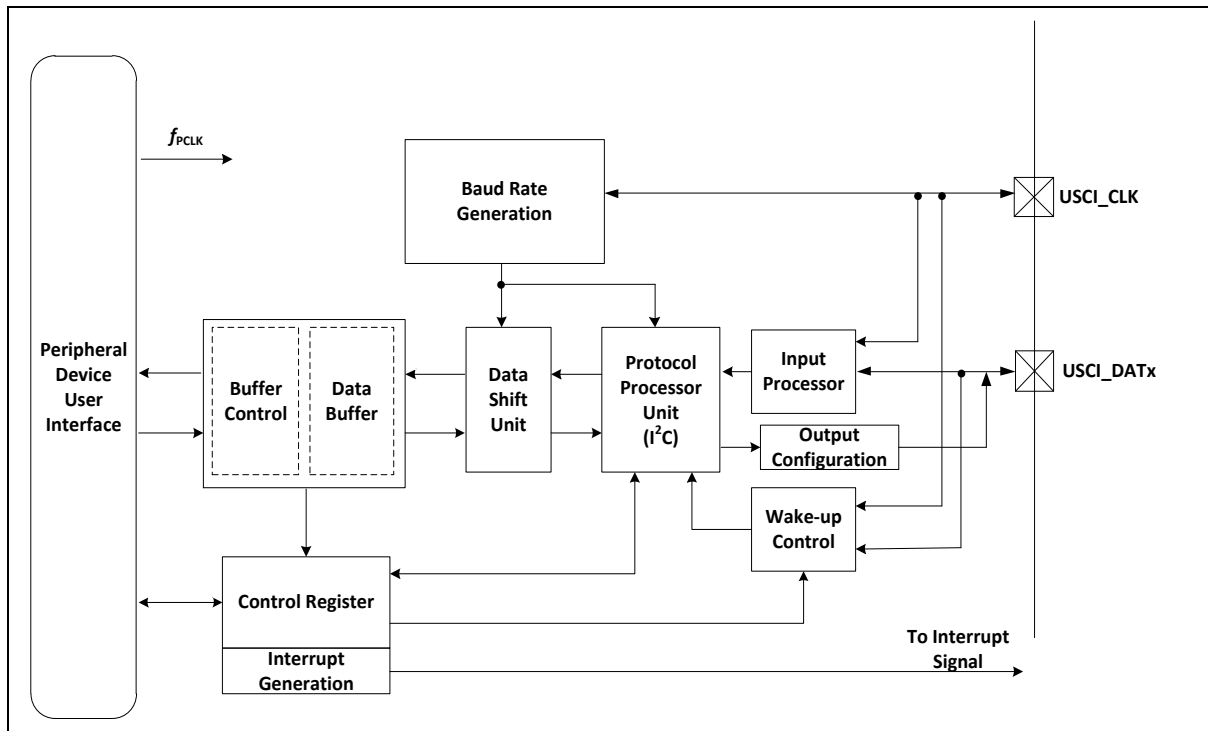 fPCLK
Baud Rate
Generation
USCI_CLK
Peripheral
Device
User
Interface
Buffer
Control
Data
Buffer
Data
Shift
Unit
Protocol
Processor
Unit
(I²C)
Input
Processor
USCI_DATx
Output
Configuration
Wake-up
Control
Control Register
Interrupt
Generation
To Interrupt
Signal